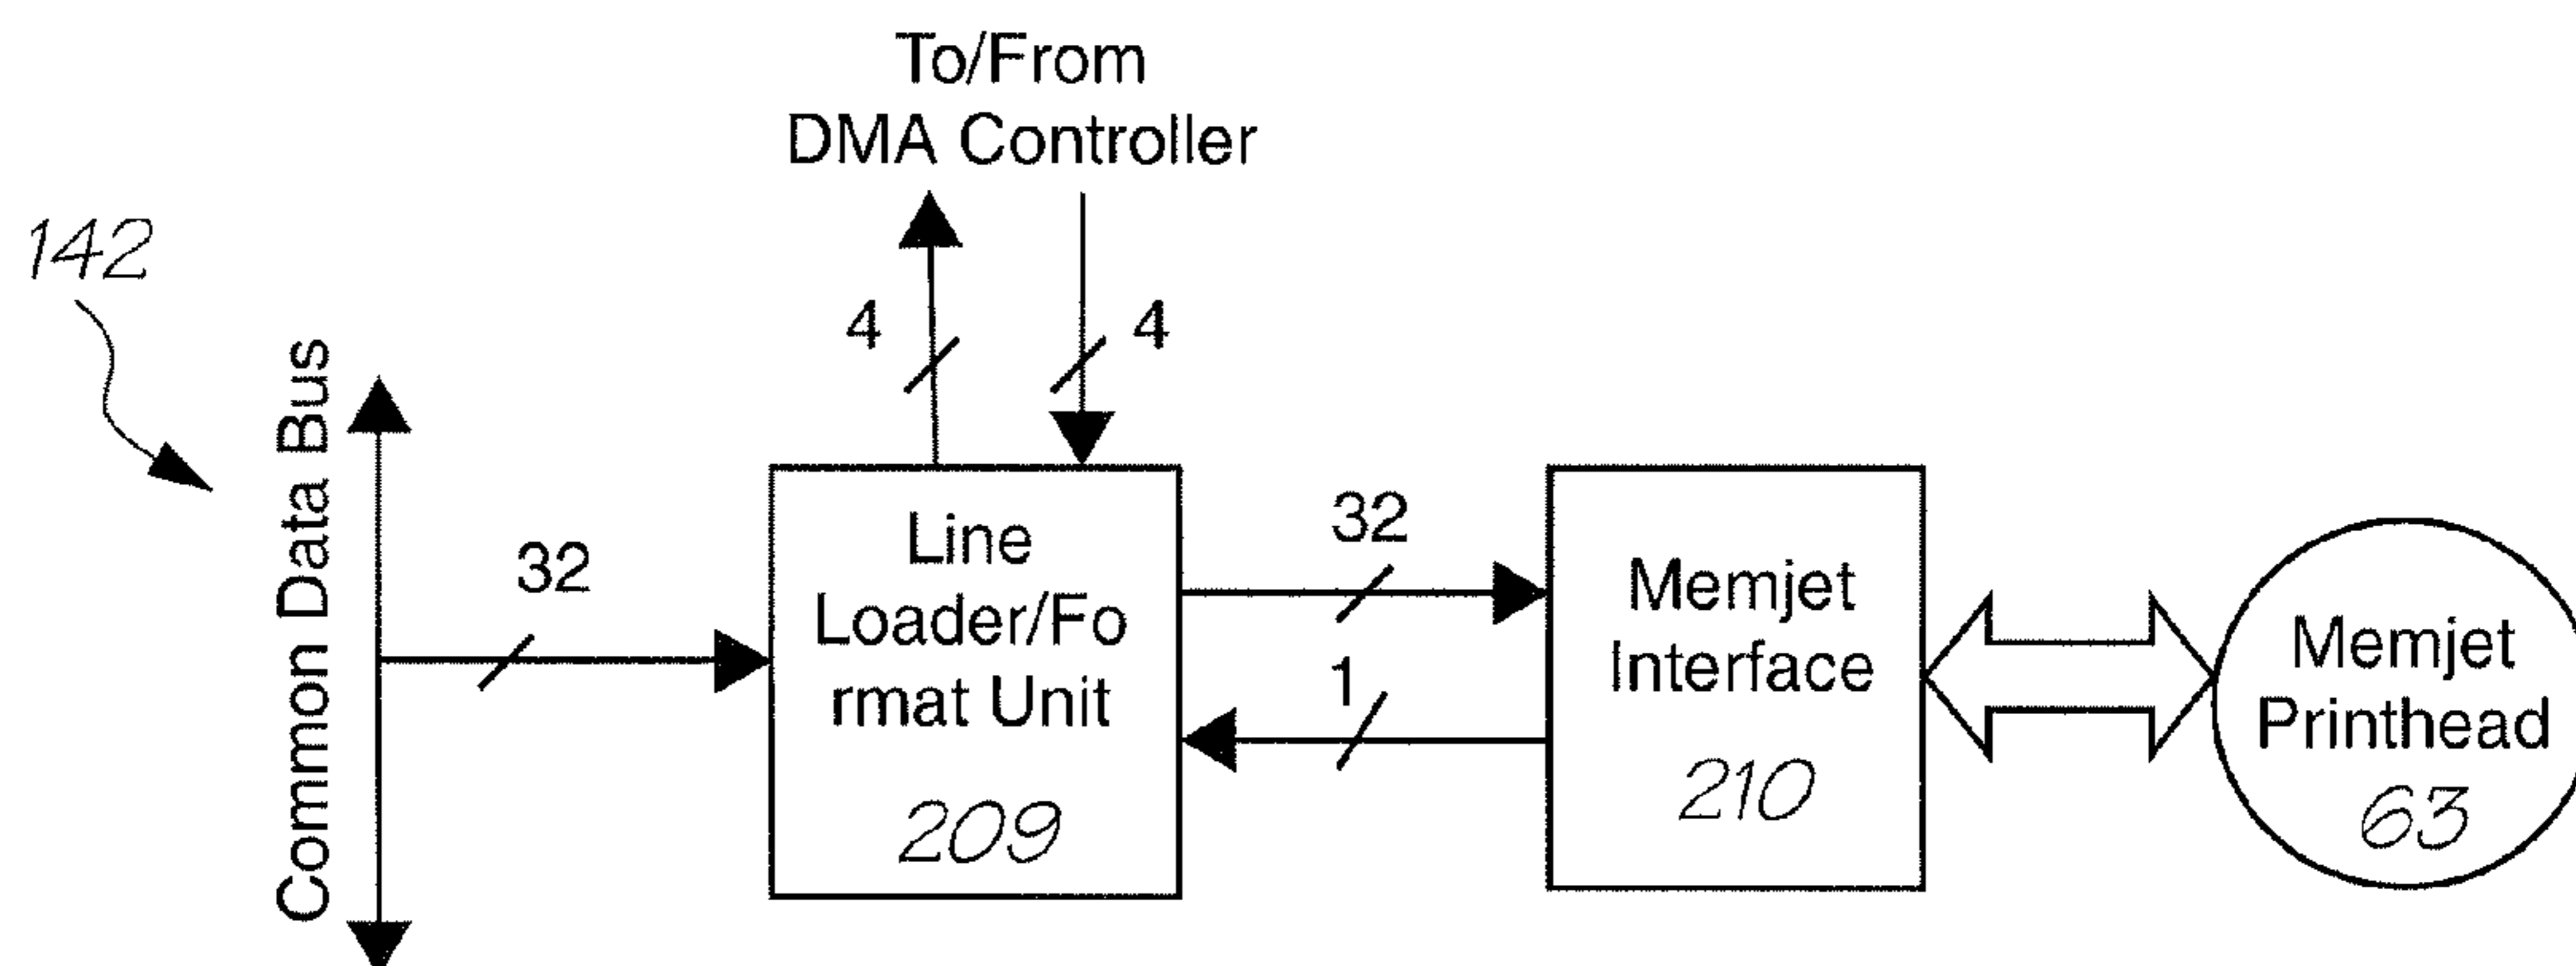 To/From
DMA Controller
142
4
4
Common Data Bus
32
Line
Loader/Fo
rmat Unit
209
32
1
Memjet
Interface
210
Memjet
Printhead
63